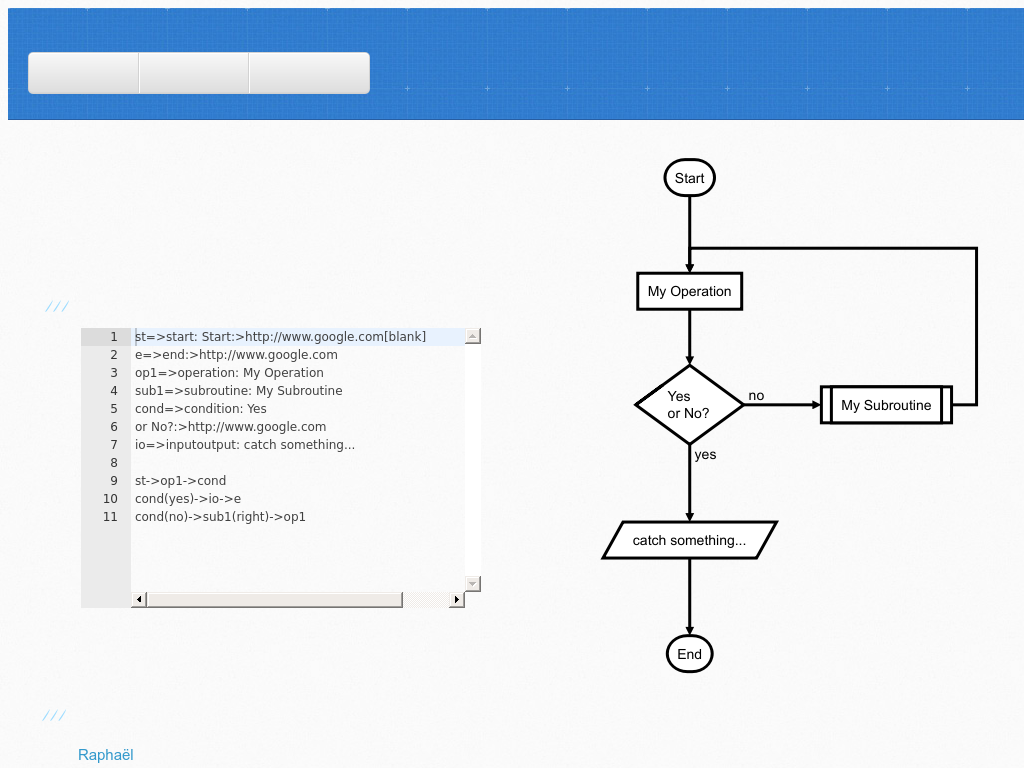 ///
1 st=>start: Start:>http://www.google.com[blank]
2 e=>end:>http://www.google.com
3 op1=>operation: My Operation
4 sub1=>subroutine: My Subroutine
5 cond=>condition: Yes
6 or No?:>http://www.google.com
7 io=>inputoutput: catch something...
8
9 st->op1->cond
10 cond(yes)->io->e
11 cond(no)->sub1(right)->op1
///
Raphaël
Start
My Operation
Yes
or No?
no
My Subroutine
yes
catch something...
End